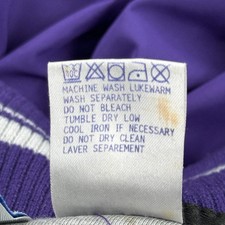 MACHINE WASH LUKEWARM
WASH SEPARATELY
DO NOT BLEACH
TUMBLE DRY LOW
COOL IRON IF NECESSARY
DO NOT DRY CLEAN
LAVER SEPAREMENT